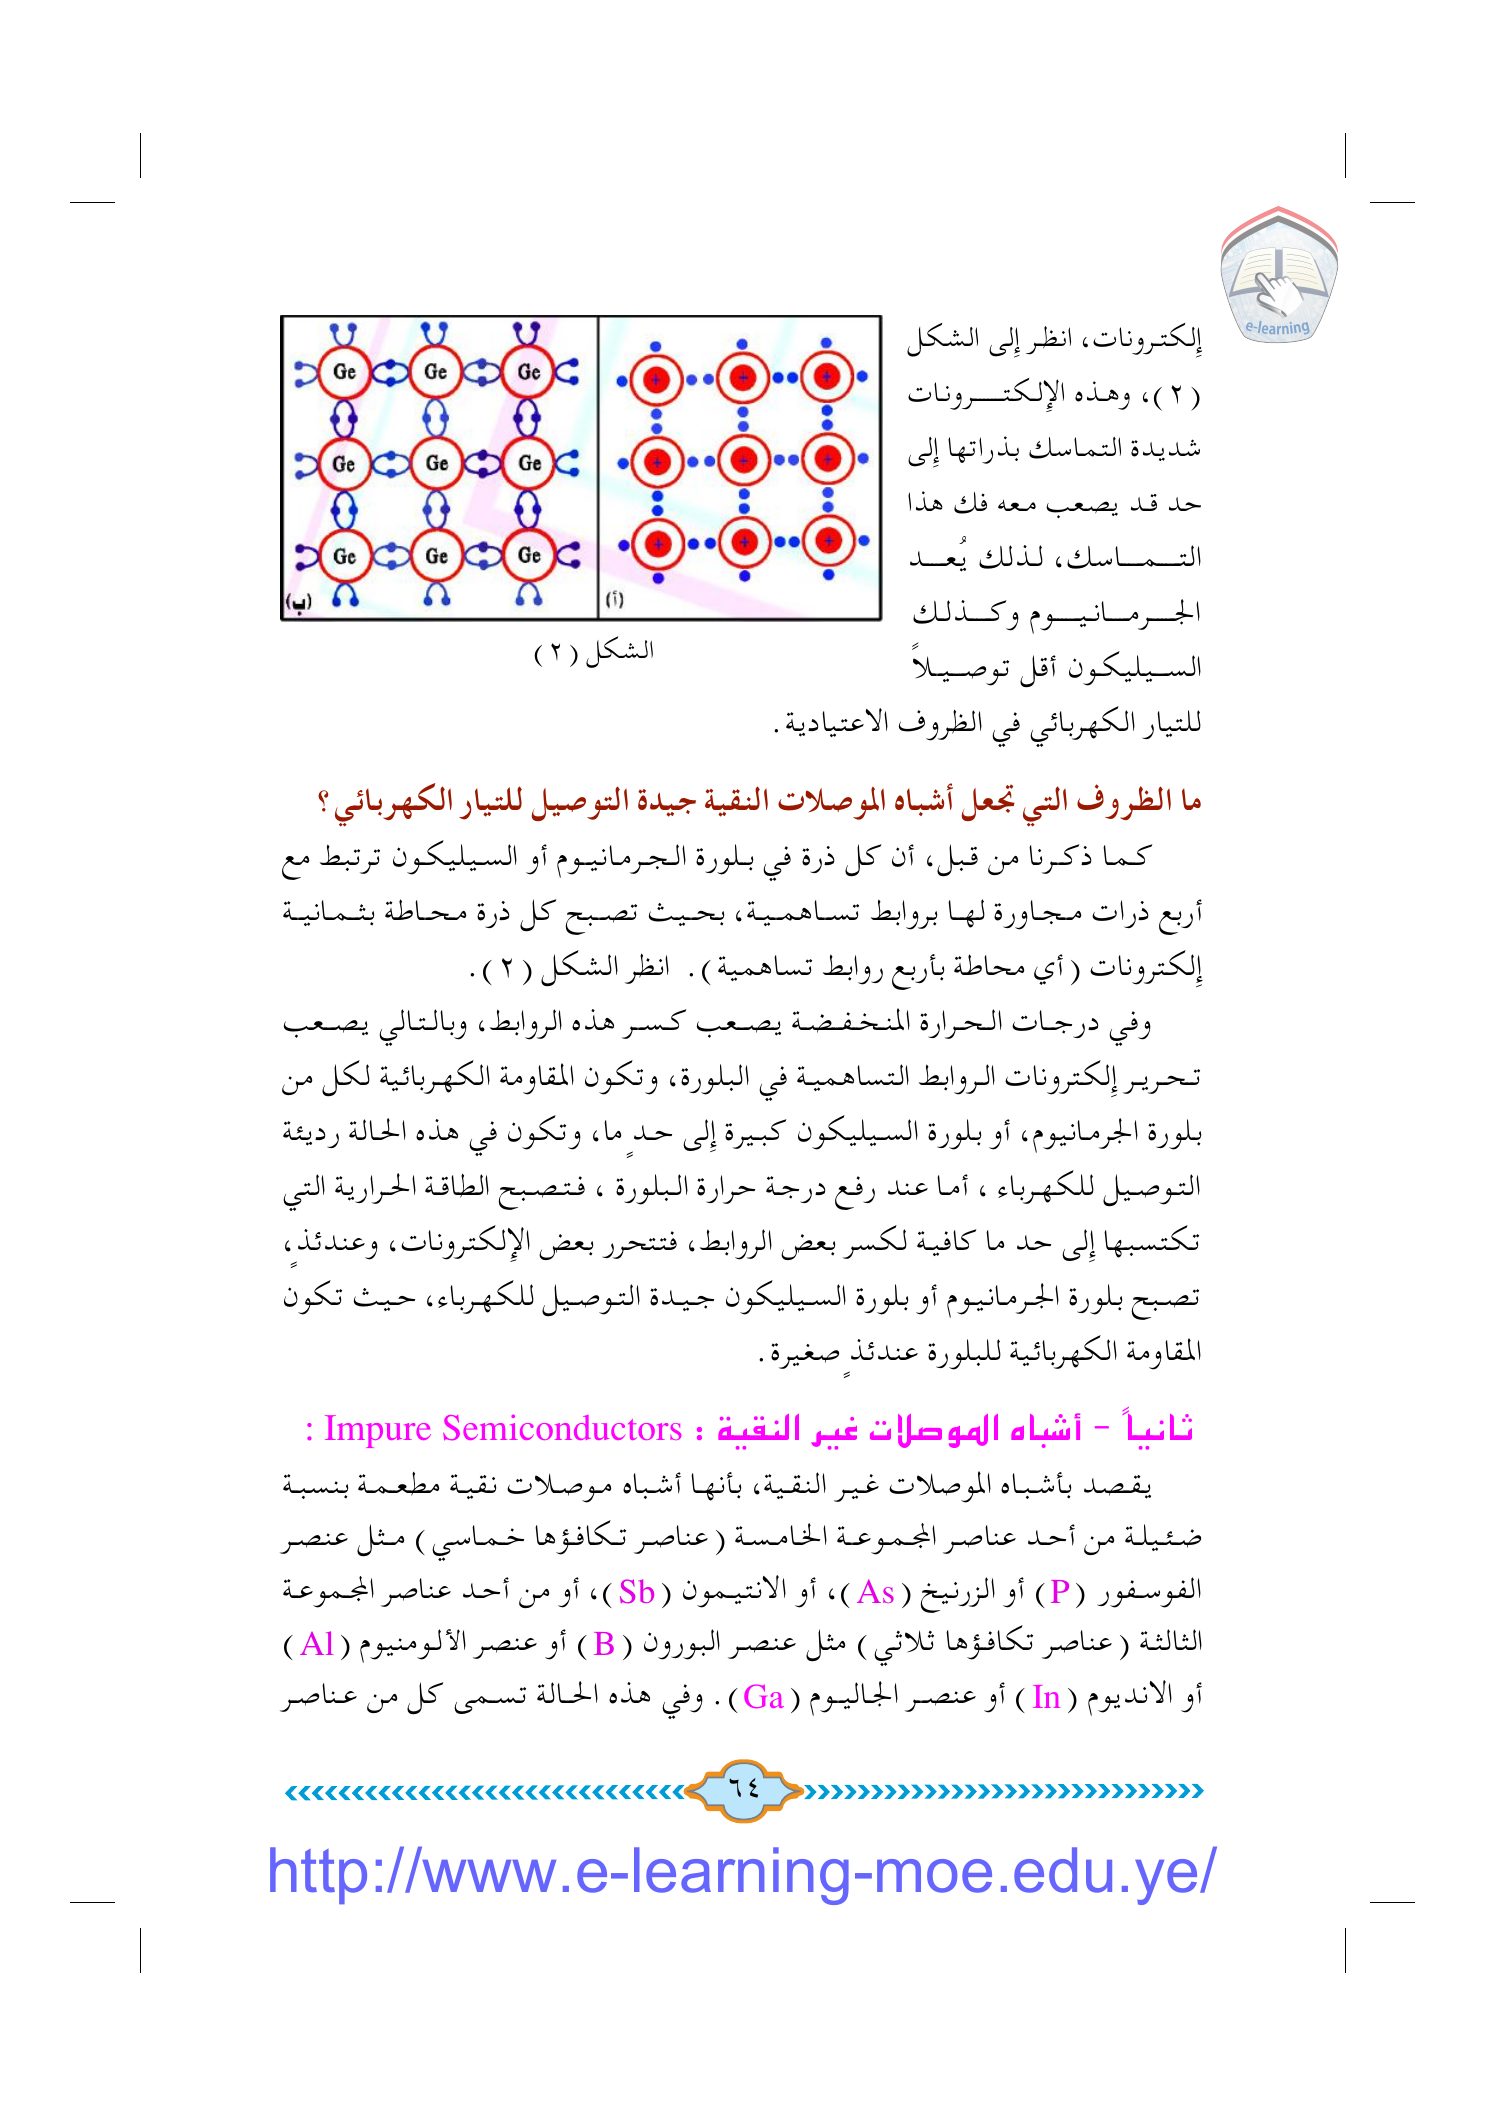 e-learning
إلكترونات، انظر إلى الشكل
(٢)، وهذه الإلكترونات
شديدة التماسك بذراتها إلى
حد قد يصعب معه فك هذا
التماسك، لذلك يُعد
الجرمانيوم وكذلك
السيليكون أقل توصيلاً
للتيار الكهربائي في الظروف الاعتيادية.
Ge Ge Ge
Ge Ge Ge
Ge Ge Ge
(ب)
+ + +
+ + +
+ + +
(أ)
الشكل (٢)
ما الظروف التي تجعل أشباه الموصلات النقية جيدة التوصيل للتيار الكهربائي؟
كما ذكرنا من قبل، أن كل ذرة في بلورة الجرمانيوم أو السيليكون ترتبط مع
أربع ذرات مجاورة لها بروابط تساهمية، بحيث تصبح كل ذرة محاطة بثمانية
إلكترونات (أي محاطة بأربع روابط تساهمية). انظر الشكل (٢).
وفي درجات الحرارة المنخفضة يصعب كسر هذه الروابط، وبالتالي يصعب
تحرير إلكترونات الروابط التساهمية في البلورة، وتكون المقاومة الكهربائية لكل من
بلورة الجرمانيوم، أو بلورة السيليكون كبيرة إلى حدٍ ما، وتكون في هذه الحالة رديئة
التوصيل للكهرباء ، أما عند رفع درجة حرارة البلورة ، فتصبح الطاقة الحرارية التي
تكتسبها إلى حد ما كافية لكسر بعض الروابط، فتتحرر بعض الإلكترونات، وعندئذٍ،
تصبح بلورة الجرمانيوم أو بلورة السيليكون جيدة التوصيل للكهرباء، حيث تكون
المقاومة الكهربائية للبلورة عندئذٍ صغيرة.
ثانياً - أشباه الموصلات غير النقية : Impure Semiconductors :
يقصد بأشباه الموصلات غير النقية، بأنها أشباه موصلات نقية مطعمة بنسبة
ضئيلة من أحد عناصر المجموعة الخامسة (عناصر تكافؤها خماسي) مثل عنصر
الفوسفور (P) أو الزرنيخ (As)، أو الانتيمون (Sb)، أو من أحد عناصر المجموعة
الثالثة (عناصر تكافؤها ثلاثي) مثل عنصر البورون (B) أو عنصر الألومنيوم (Al)
أو الانديوم (In) أو عنصر الجاليوم (Ga). وفي هذه الحالة تسمى كل من عناصر
٦٤
http://www.e-learning-moe.edu.ye/